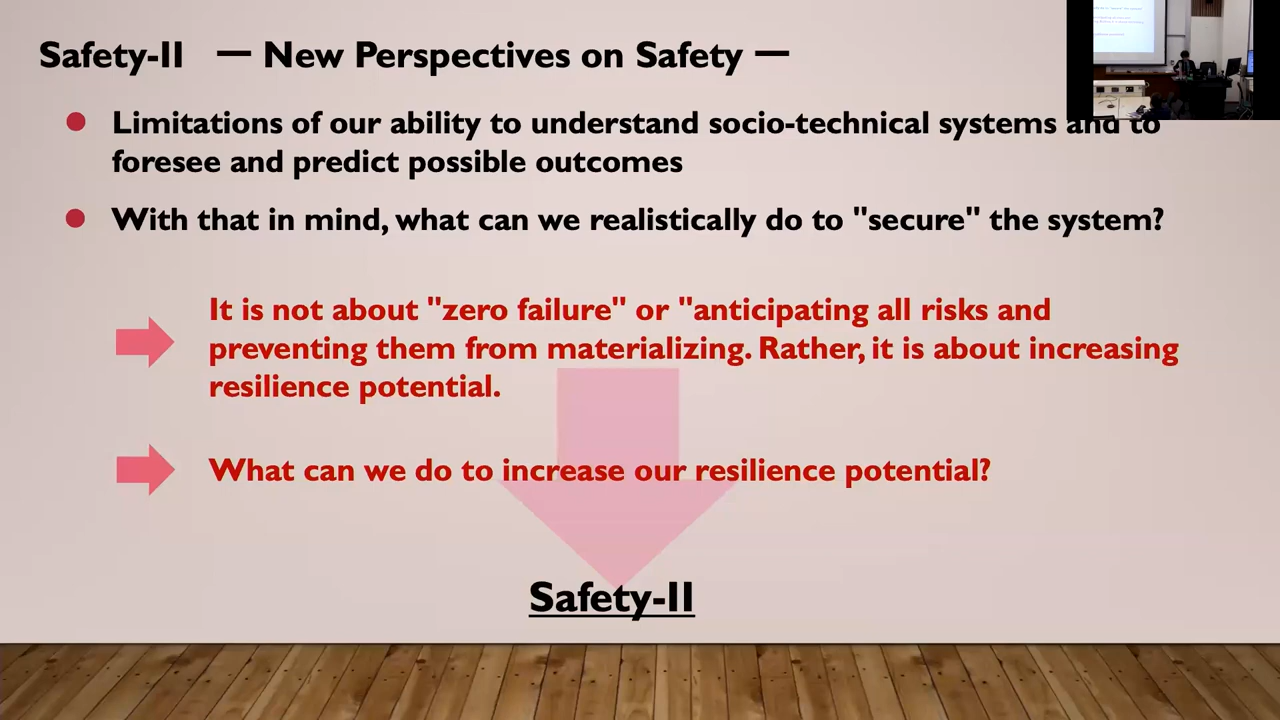 Safety-II — New Perspectives on Safety —
Limitations of our ability to understand socio-technical systems and to
foresee and predict possible outcomes
With that in mind, what can we realistically do to "secure" the system?
It is not about "zero failure" or "anticipating all risks and
preventing them from materializing. Rather, it is about increasing
resilience potential.
What can we do to increase our resilience potential?
Safety-II